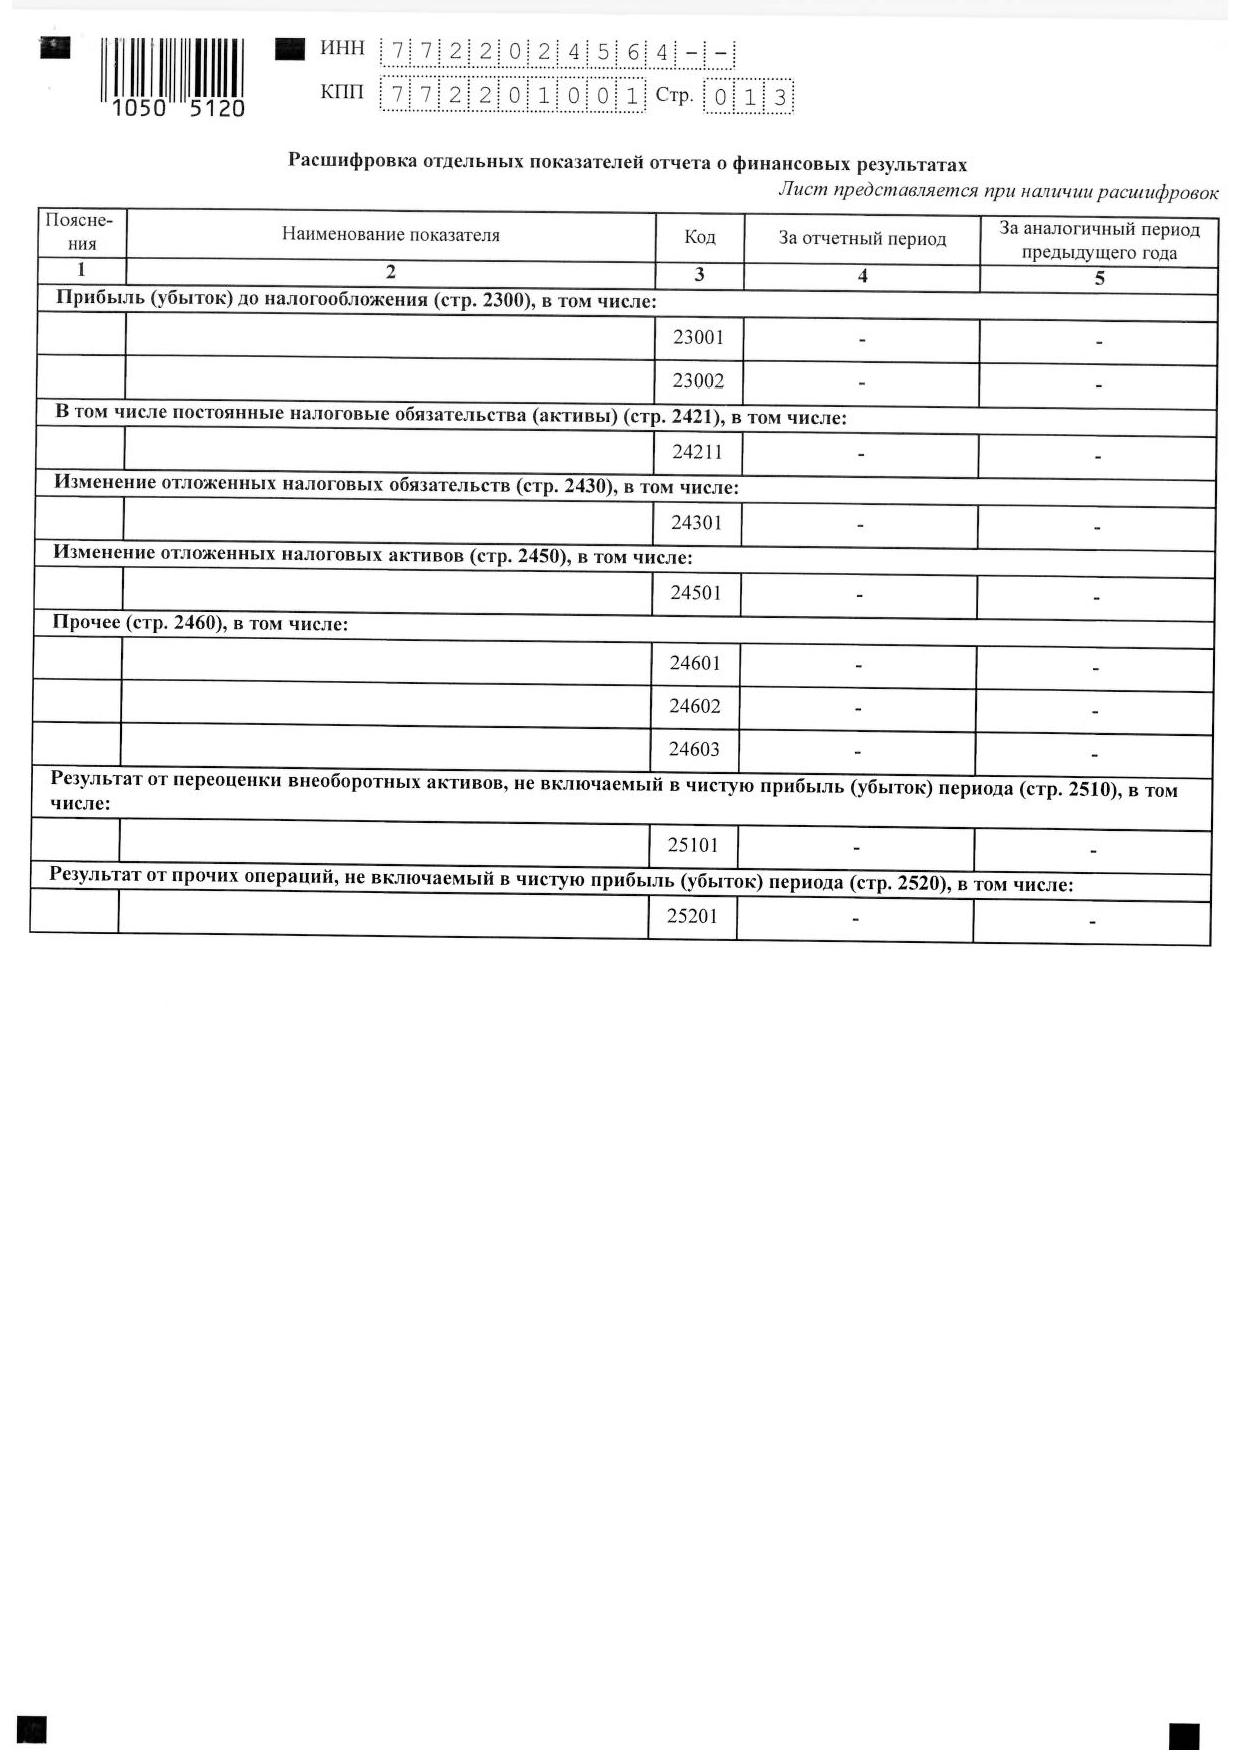 ИНН 7722024564--
1050 5120
КПП 772201001 Стр. 013
Расшифровка отдельных показателей отчета о финансовых результатах
Лист представляется при наличии расшифровок
Поясне-
ния
Наименование показателя
Код
За отчетный период
За аналогичный период
предыдущего года
1 2 3 4 5
Прибыль (убыток) до налогообложения (стр. 2300), в том числе:
23001 - -
23002 - -
В том числе постоянные налоговые обязательства (активы) (стр. 2421), в том числе:
24211 - -
Изменение отложенных налоговых обязательств (стр. 2430), в том числе:
24301 - -
Изменение отложенных налоговых активов (стр. 2450), в том числе:
24501 - -
Прочее (стр. 2460), в том числе:
24601 - -
24602 - -
24603 - -
Результат от переоценки внеоборотных активов, не включаемый в чистую прибыль (убыток) периода (стр. 2510), в том
числе:
25101 - -
Результат от прочих операций, не включаемый в чистую прибыль (убыток) периода (стр. 2520), в том числе:
25201 - -